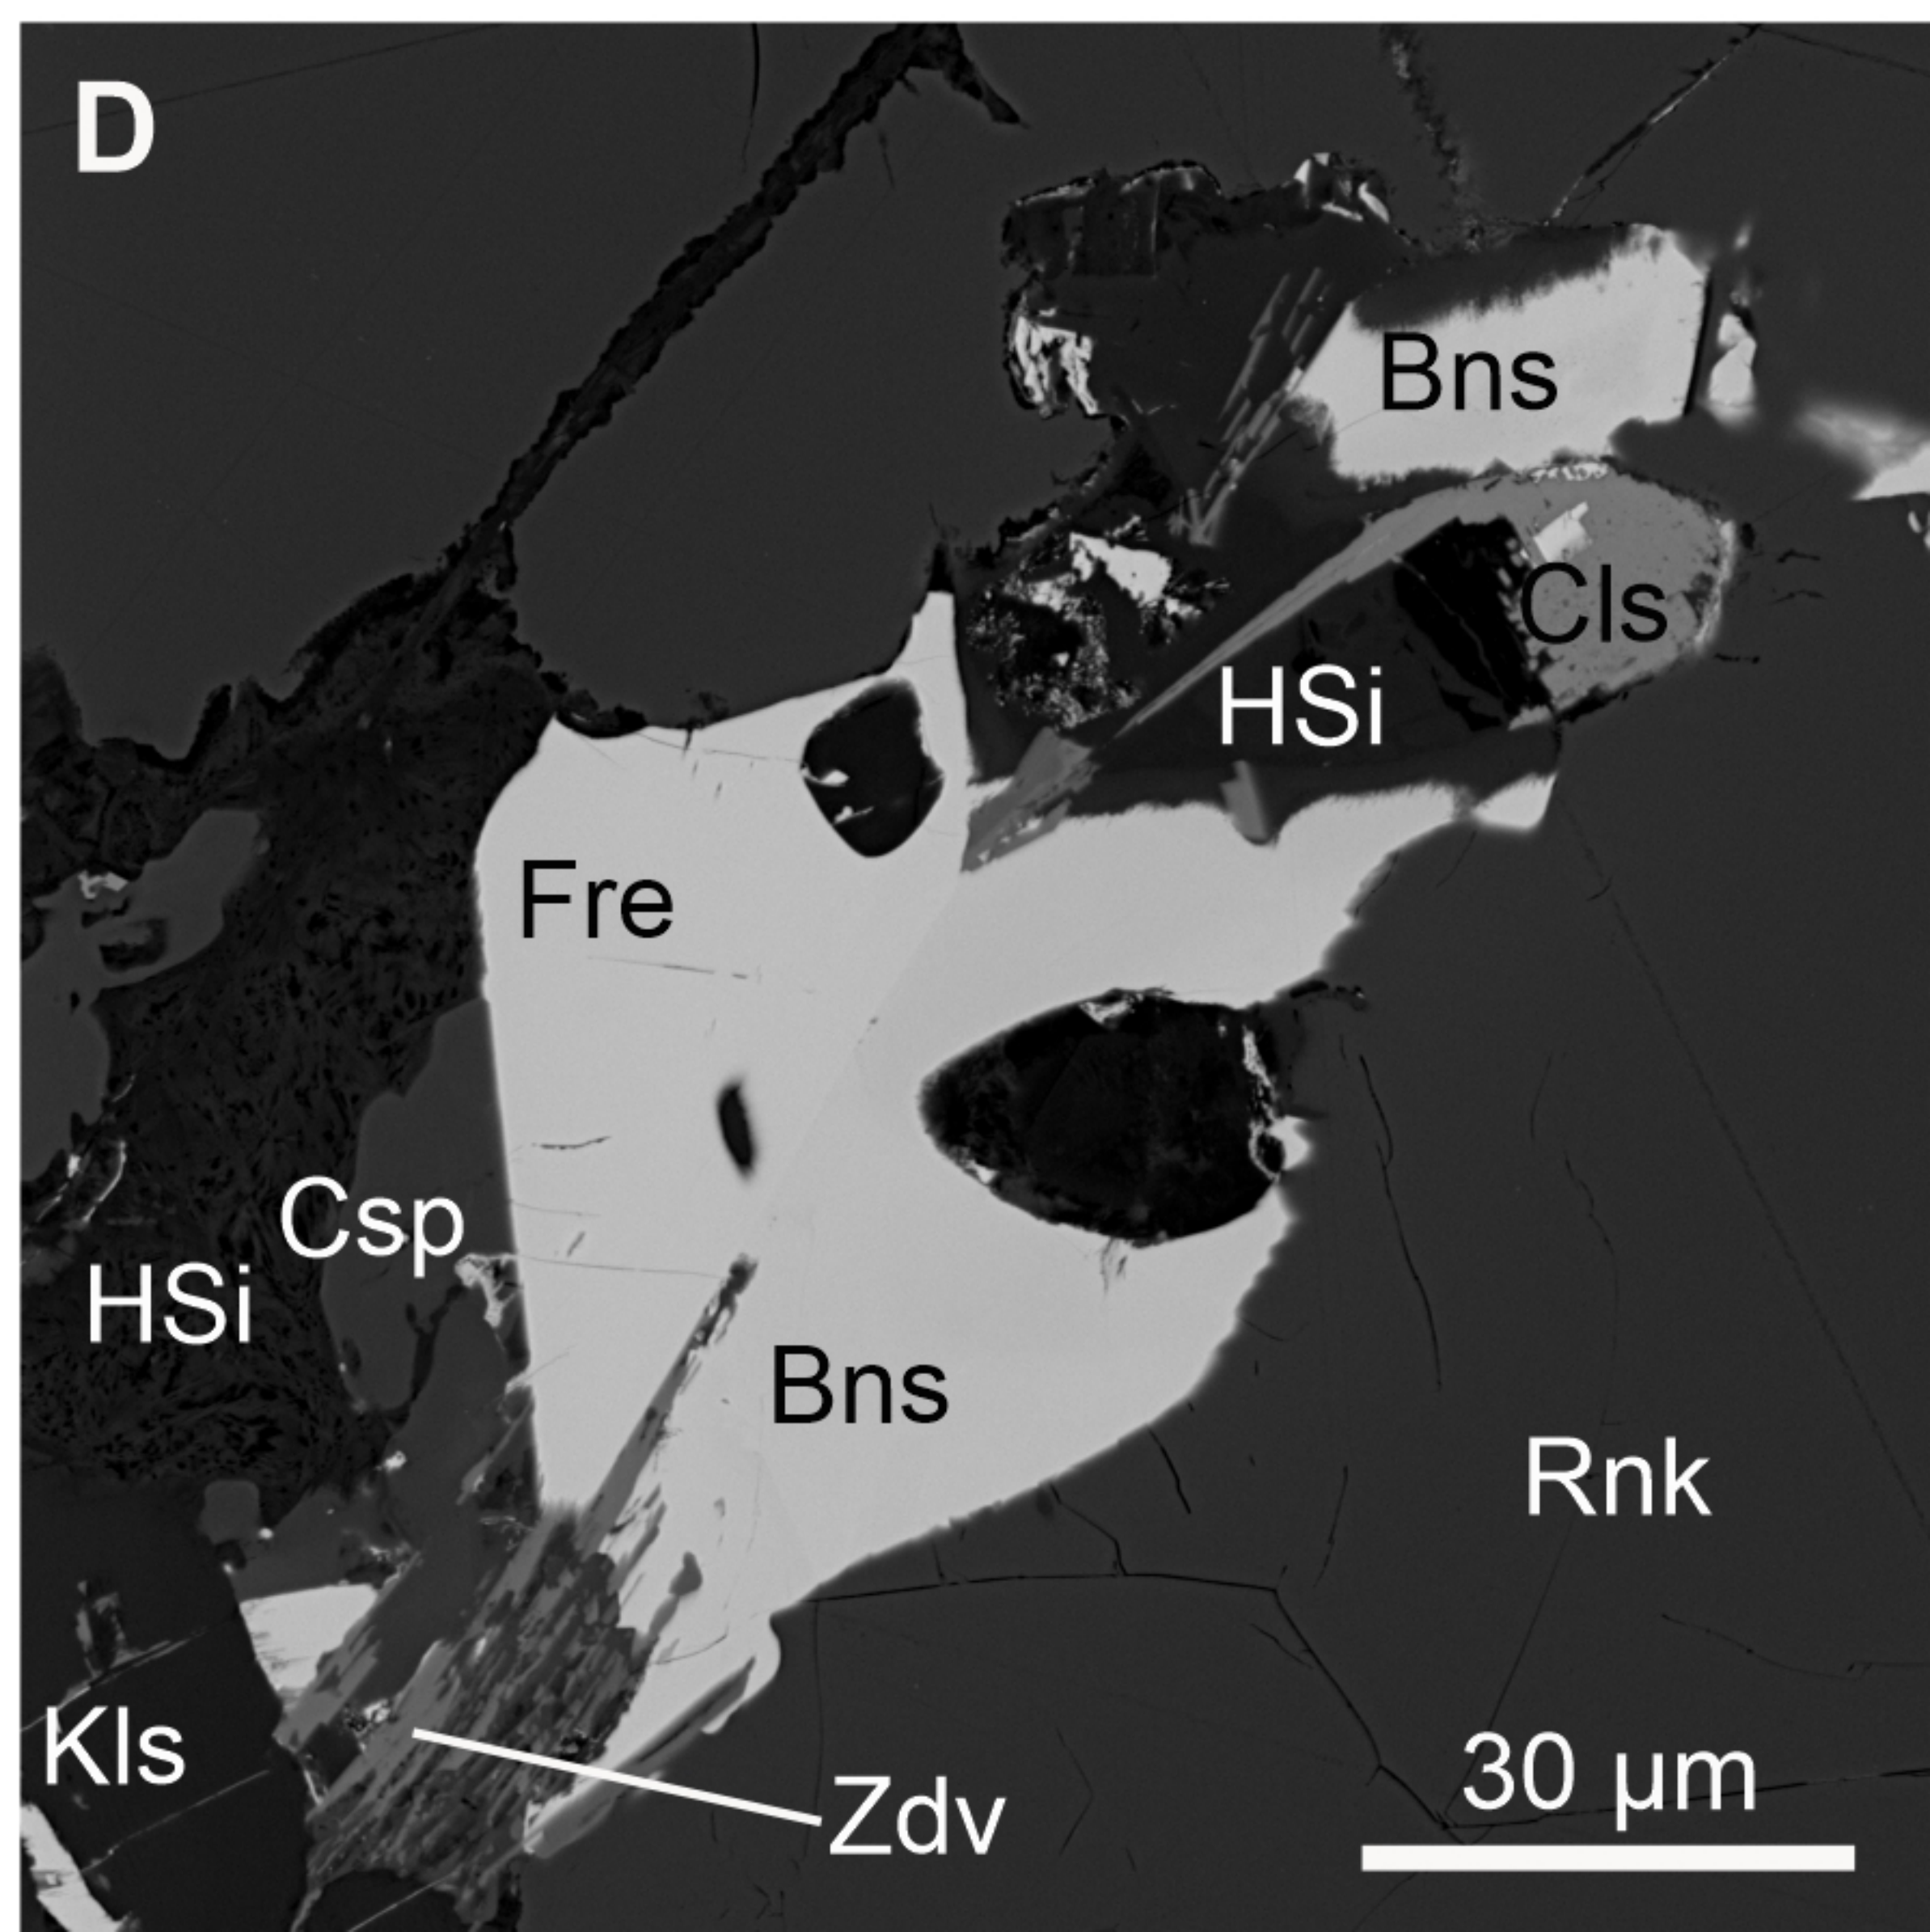 D
Bns
Cls
HSi
Fre
Csp
HSi
Bns
Rnk
Kls
Zdv
30 µm